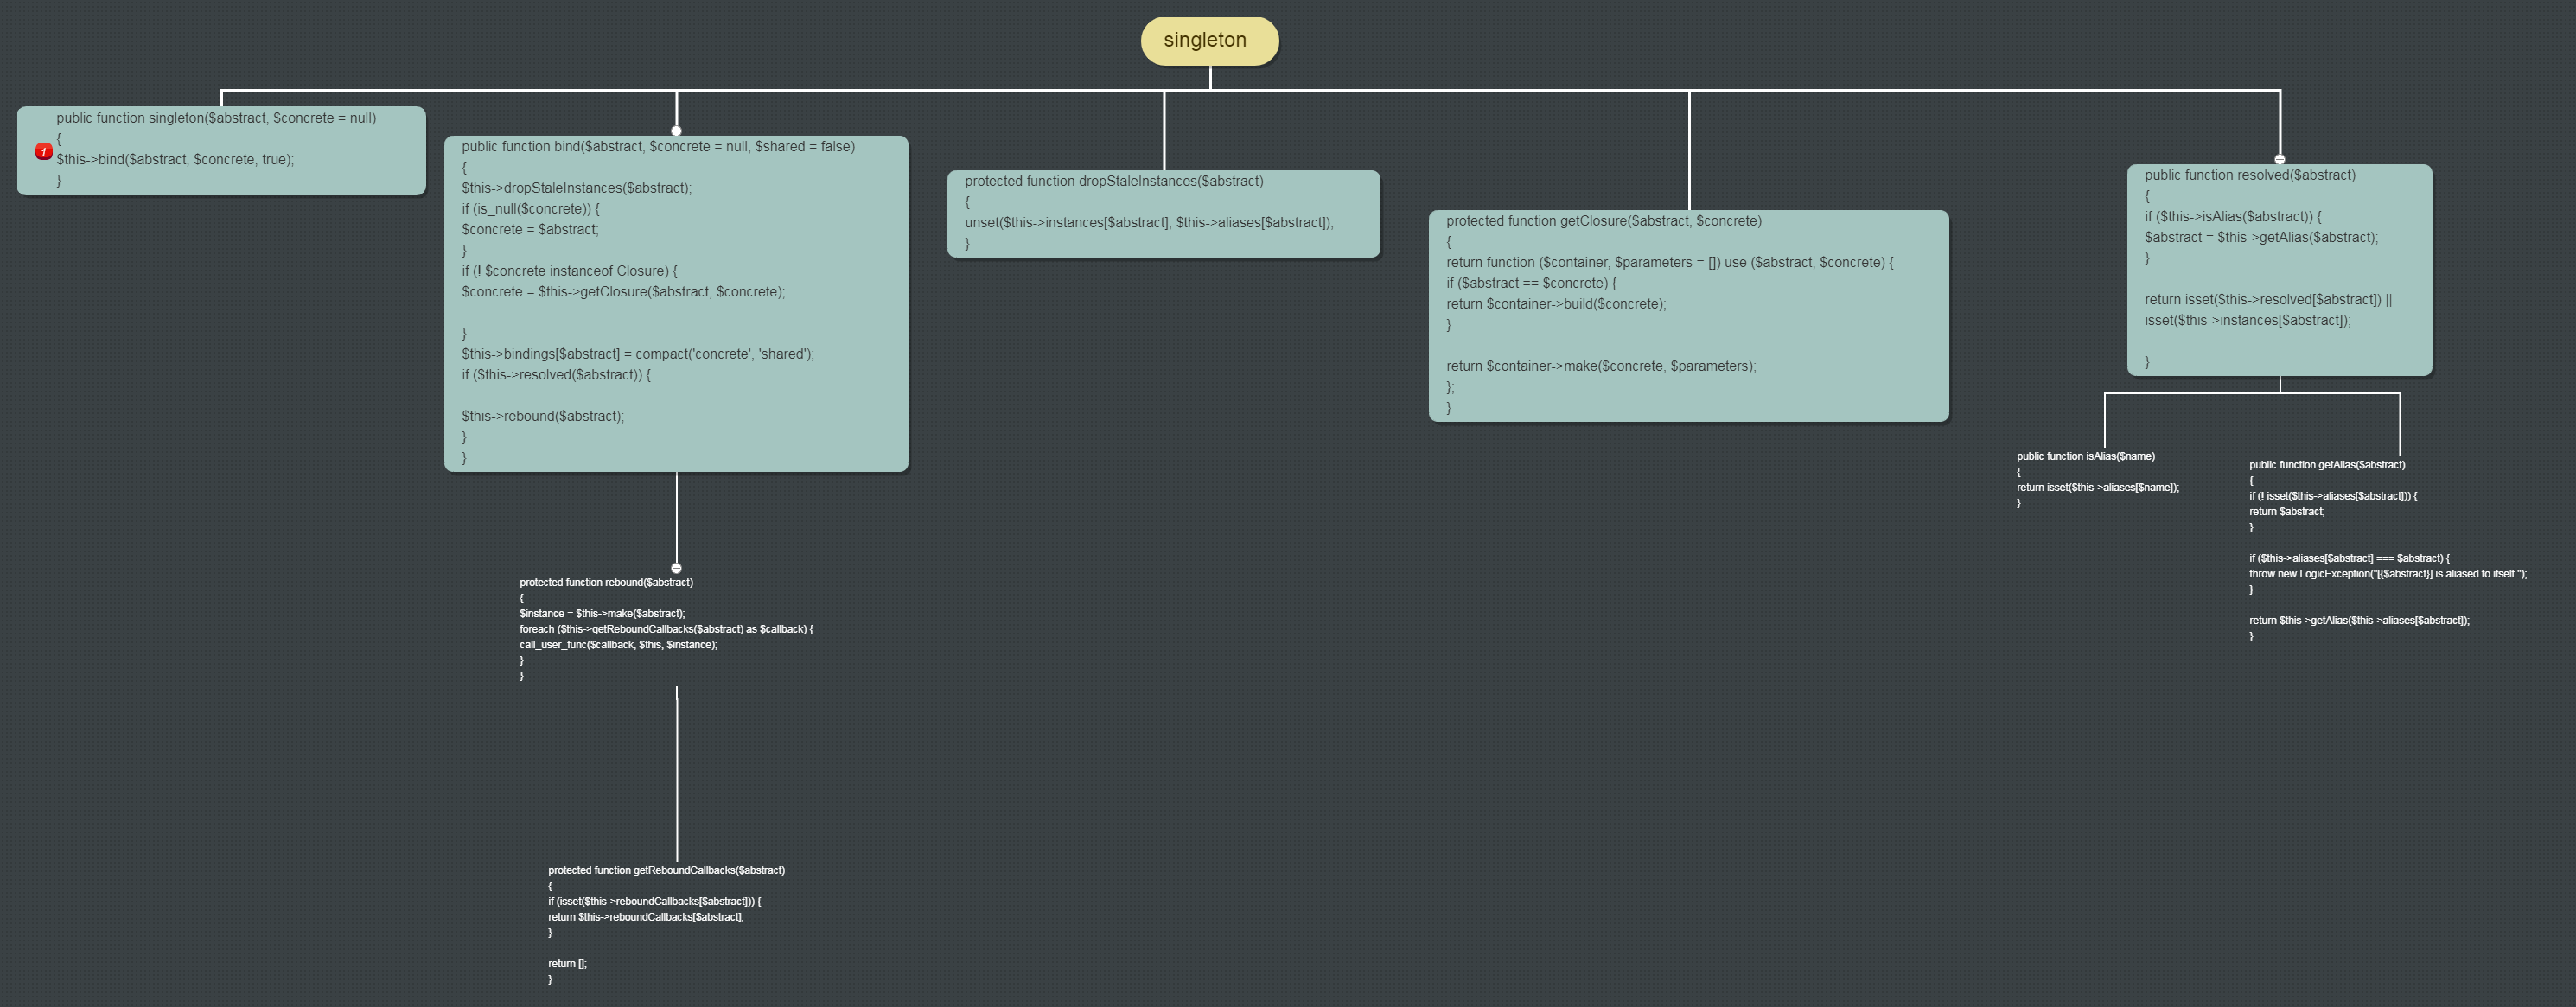 singleton
1
public function singleton($abstract, $concrete = null)
{
$this->bind($abstract, $concrete, true);
}
public function bind($abstract, $concrete = null, $shared = false)
{
$this->dropStaleInstances($abstract);
if (is_null($concrete)) {
$concrete = $abstract;
}
if (! $concrete instanceof Closure) {
$concrete = $this->getClosure($abstract, $concrete);
}
$this->bindings[$abstract] = compact('concrete', 'shared');
if ($this->resolved($abstract)) {
$this->rebound($abstract);
}
}
protected function rebound($abstract)
{
$instance = $this->make($abstract);
foreach ($this->getReboundCallbacks($abstract) as $callback) {
call_user_func($callback, $this, $instance);
}
}
protected function getReboundCallbacks($abstract)
{
if (isset($this->reboundCallbacks[$abstract])) {
return $this->reboundCallbacks[$abstract];
}
return [];
}
protected function dropStaleInstances($abstract)
{
unset($this->instances[$abstract], $this->aliases[$abstract]);
}
protected function getClosure($abstract, $concrete)
{
return function ($container, $parameters = []) use ($abstract, $concrete) {
if ($abstract == $concrete) {
return $container->build($concrete);
}
return $container->make($concrete, $parameters);
};
}
public function resolved($abstract)
{
if ($this->isAlias($abstract)) {
$abstract = $this->getAlias($abstract);
}
return isset($this->resolved[$abstract]) ||
isset($this->instances[$abstract]);
}
public function isAlias($name)
{
return isset($this->aliases[$name]);
}
public function getAlias($abstract)
{
if (! isset($this->aliases[$abstract])) {
return $abstract;
}
if ($this->aliases[$abstract] === $abstract) {
throw new LogicException("[{$abstract}] is aliased to itself.");
}
return $this->getAlias($this->aliases[$abstract]);
}